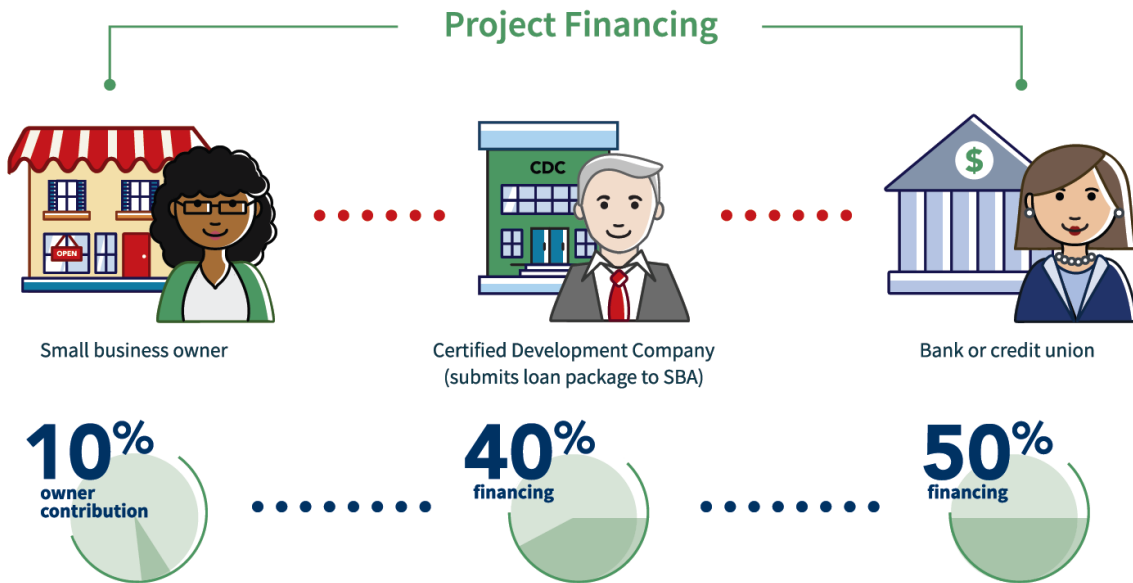 Project Financing
CDC
$
OPEN
Small business owner
Certified Development Company
(submits loan package to SBA)
Bank or credit union
10%
owner
contribution
40%
financing
50%
financing